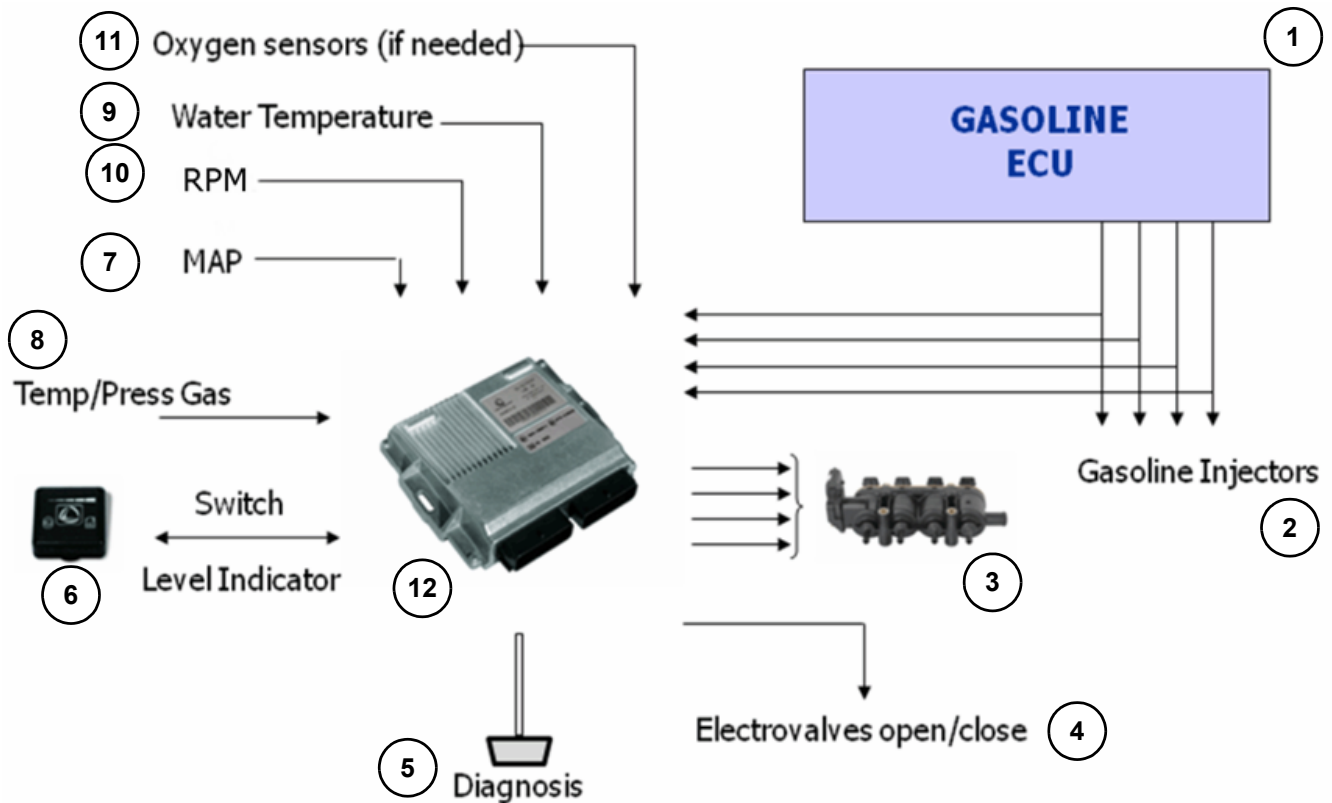 11 Oxygen sensors (if needed)
1
9 Water Temperature
GASOLINE
ECU
10 RPM
7 MAP
8
Temp/Press Gas
Gasoline Injectors
Switch
2
Level Indicator
6
12
3
Electrovalves open/close 4
5
Diagnosis